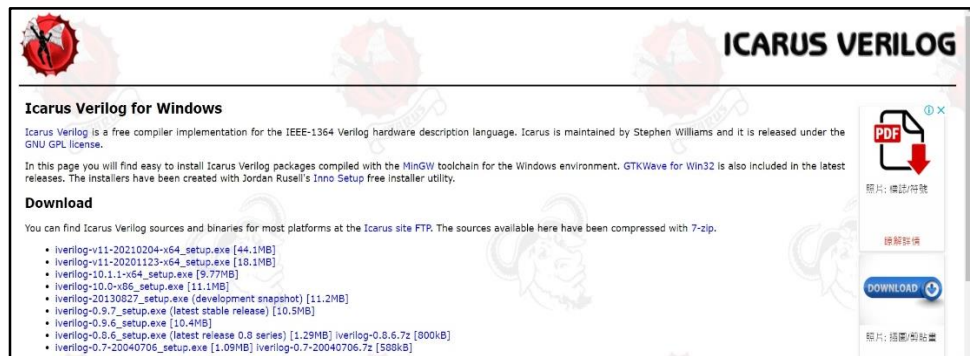 ICARUS VERILOG
Icarus Verilog for Windows
Icarus Verilog is a free compiler implementation for the IEEE-1364 Verilog hardware description language. Icarus is maintained by Stephen Williams and it is released under the
GNU GPL license.
In this page you will find easy to install Icarus Verilog packages compiled with the MinGW toolchain for the Windows environment. GTKWave for Win32 is also included in the latest
releases. The installers have been created with Jordan Rusell's Inno Setup free installer utility.
Download
You can find Icarus Verilog sources and binaries for most platforms at the Icarus site FTP. The sources available here have been compressed with 7-zip.
iverilog-v11-20210204-x64_setup.exe [44.1MB]
iverilog-v11-20201123-x64_setup.exe [18.1MB]
iverilog-10.1.1-x64_setup.exe [9.77MB]
iverilog-10.0-x86_setup.exe [11.1MB]
iverilog-20130827_setup.exe (development snapshot) [11.2MB]
iverilog-0.9.7_setup.exe (latest stable release) [10.5MB]
iverilog-0.9.6_setup.exe [10.4MB]
iverilog-0.8.6_setup.exe (latest release 0.8 series) [1.29MB] iverilog-0.8.6.7z [800kB]
iverilog-0.7-20040706_setup.exe [1.09MB] iverilog-0.7-20040706.7z [588kB]
PDF
照片; 標誌/符號
瞭解詳情
DOWNLOAD
照片; 插圖/剪貼畫